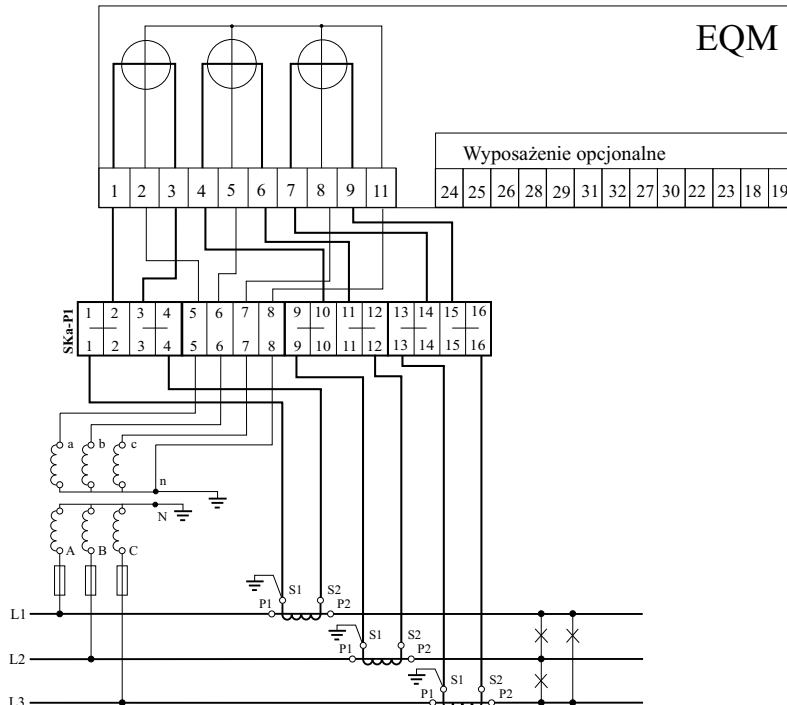 EQM
Wyposażenie opcjonalne
1 2 3 4 5 6 7 8 9 11
24 25 26 28 29 31 32 27 30 22 23 18 19
SKa-P1
1 2 3 4 5 6 7 8 9 10 11 12 13 14 15 16
1 2 3 4 5 6 7 8 9 10 11 12 13 14 15 16
a b c
n
N
A B C
S1 S2
L1 P1 P2
S1 S2
L2 P1 P2
S1 S2
L3 P1 P2